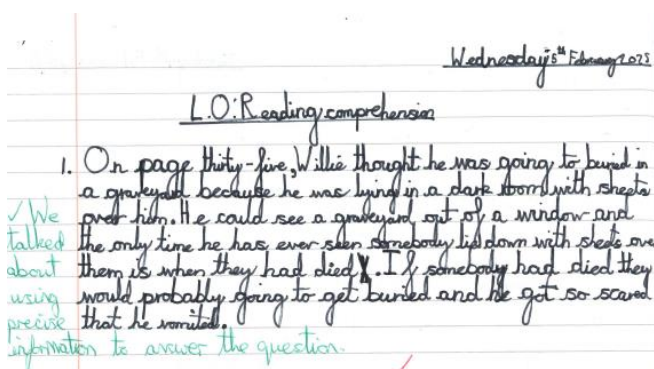 Wednesday 5th February 2025
L.O: Reading comprehension
1. On page thirty-five, Willie thought he was going to buried in
a graveyard because he was lying in a dark room with sheets
over him. He could see a graveyard out of a window and
the only time he has ever seen somebody lid down with sheets over
them is when they had died. If somebody had died they
would probably going to get buried and he got so scared
that he vomited.
✓ We
talked
about
using
precise
information to answer the question.